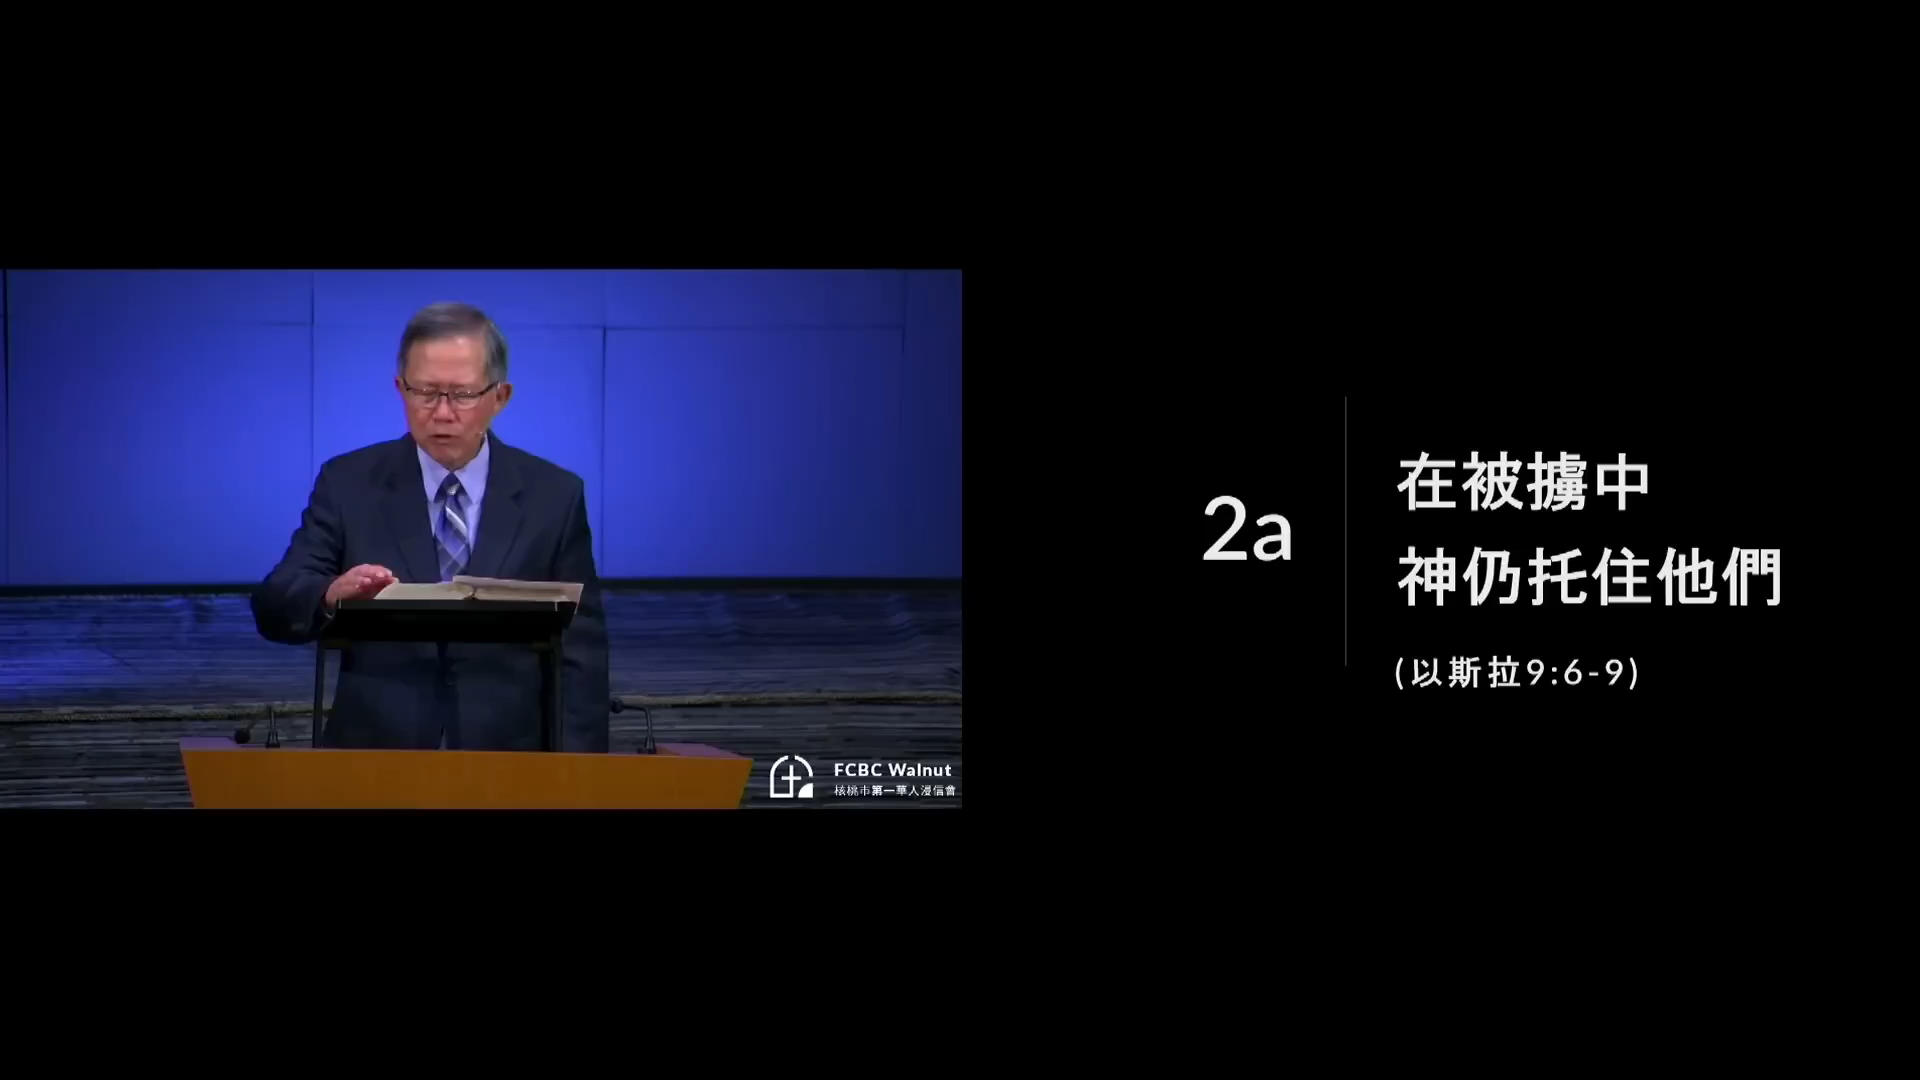 2a
在被擄中
神仍托住他們
(以斯拉9:6-9)
FCBC Walnut
核桃市第一華人浸信會